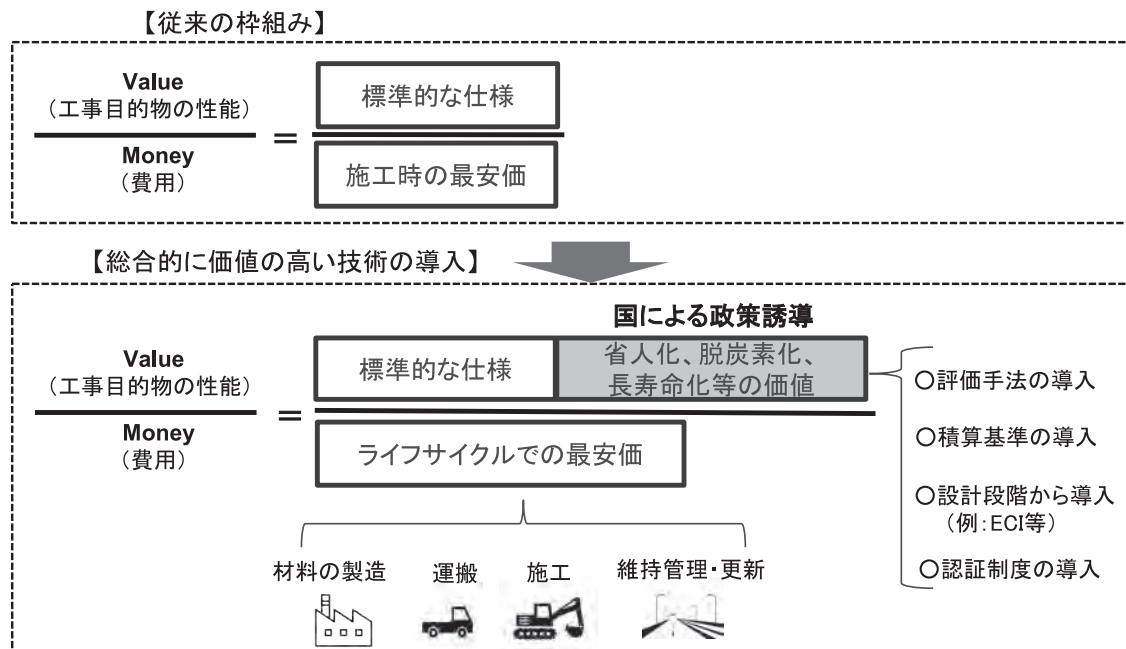 【従来の枠組み】
Value
(工事目的物の性能)
Money
(費用)
=
標準的な仕様
施工時の最安価
【総合的に価値の高い技術の導入】
国による政策誘導
Value
(工事目的物の性能)
Money
(費用)
=
標準的な仕様
省人化、脱炭素化、
長寿命化等の価値
ライフサイクルでの最安価
○評価手法の導入
○積算基準の導入
○設計段階から導入
(例:ECI等)
○認証制度の導入
材料の製造
運搬
施工
維持管理・更新